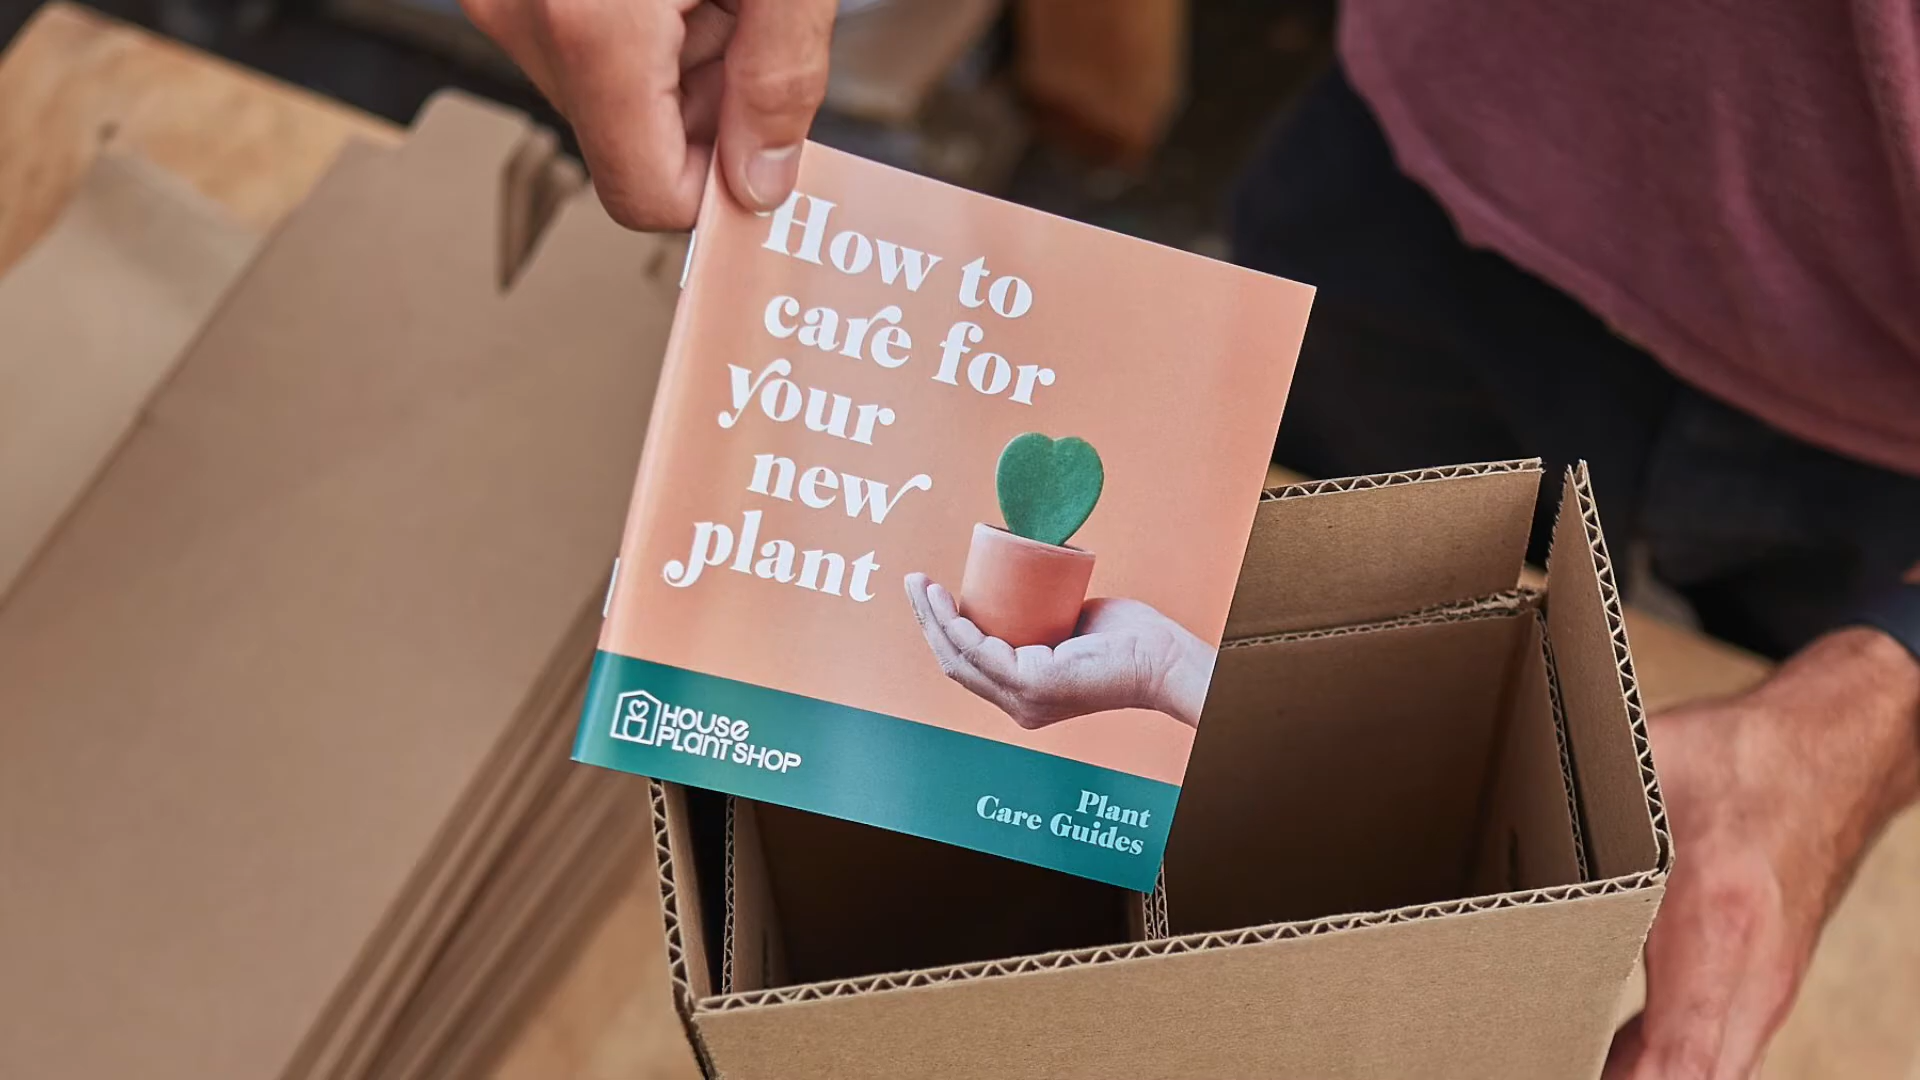 How to
care for
your
new
plant
HOUSE
PLANT SHOP
Plant
Care Guides